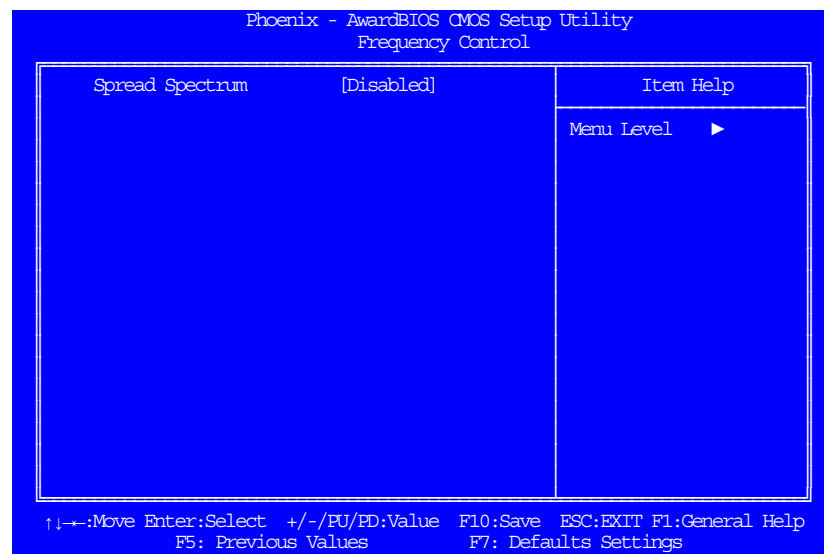 Phoenix - AwardBIOS CMOS Setup Utility
Frequency Control
Spread Spectrum [Disabled]
Item Help
Menu Level ►
↑↓→←:Move Enter:Select +/-/PU/PD:Value F10:Save ESC:EXIT F1:General Help
F5: Previous Values F7: Defaults Settings